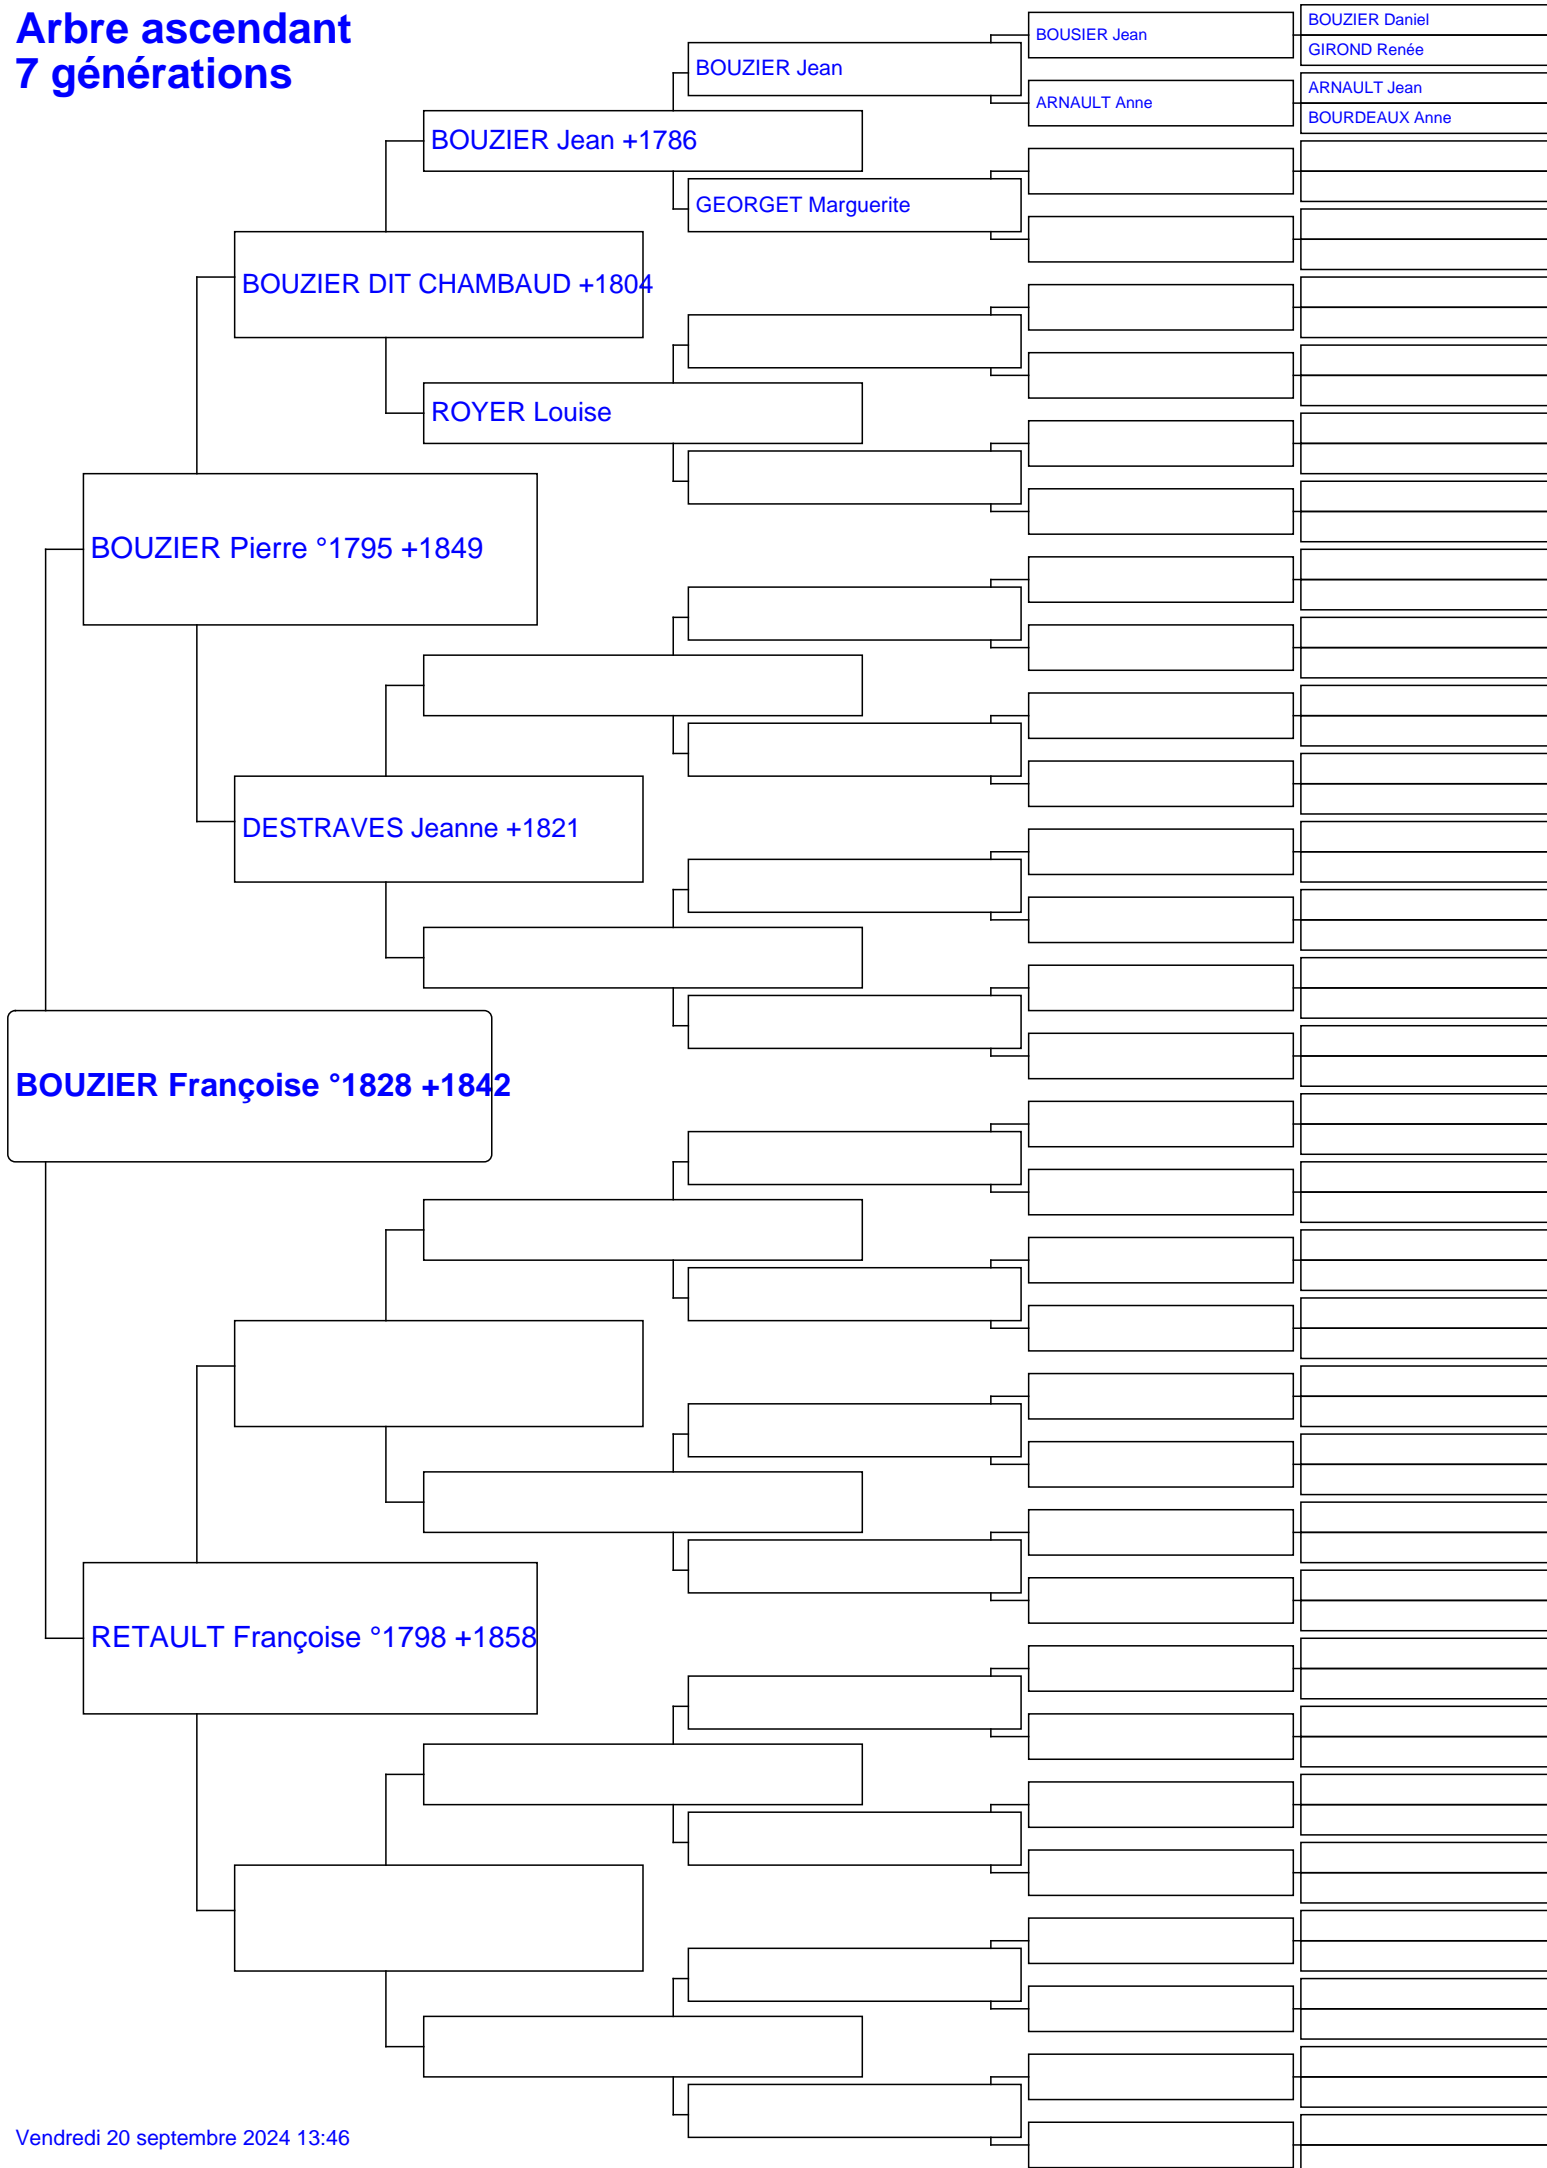 Arbre ascendant
7 générations
BOUZIER Daniel
BOUSIER Jean
GIROND Renée
BOUZIER Jean
ARNAULT Jean
ARNAULT Anne
BOURDEAUX Anne
BOUZIER Jean +1786
GEORGET Marguerite
BOUZIER DIT CHAMBAUD +1804
ROYER Louise
BOUZIER Pierre °1795 +1849
DESTRAVES Jeanne +1821
BOUZIER Françoise °1828 +1842
RETAULT Françoise °1798 +1858
Vendredi 20 septembre 2024 13:46